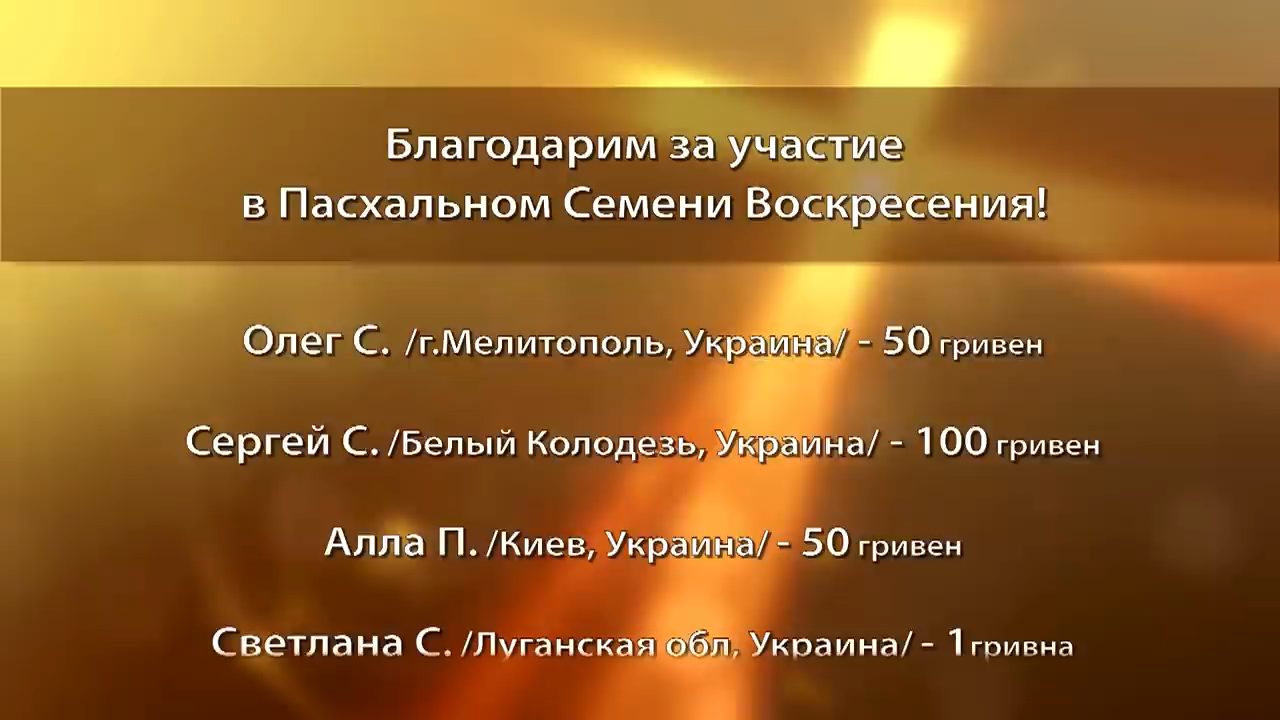 Благодарим за участие
в Пасхальном Семени Воскресения!
Олег С. /г.Мелитополь, Украина/ - 50 гривен
Сергей С. /Белый Колодезь, Украина/ - 100 гривен
Алла П. /Киев, Украина/ - 50 гривен
Светлана С. /Луганская обл, Украина/ - 1гривна